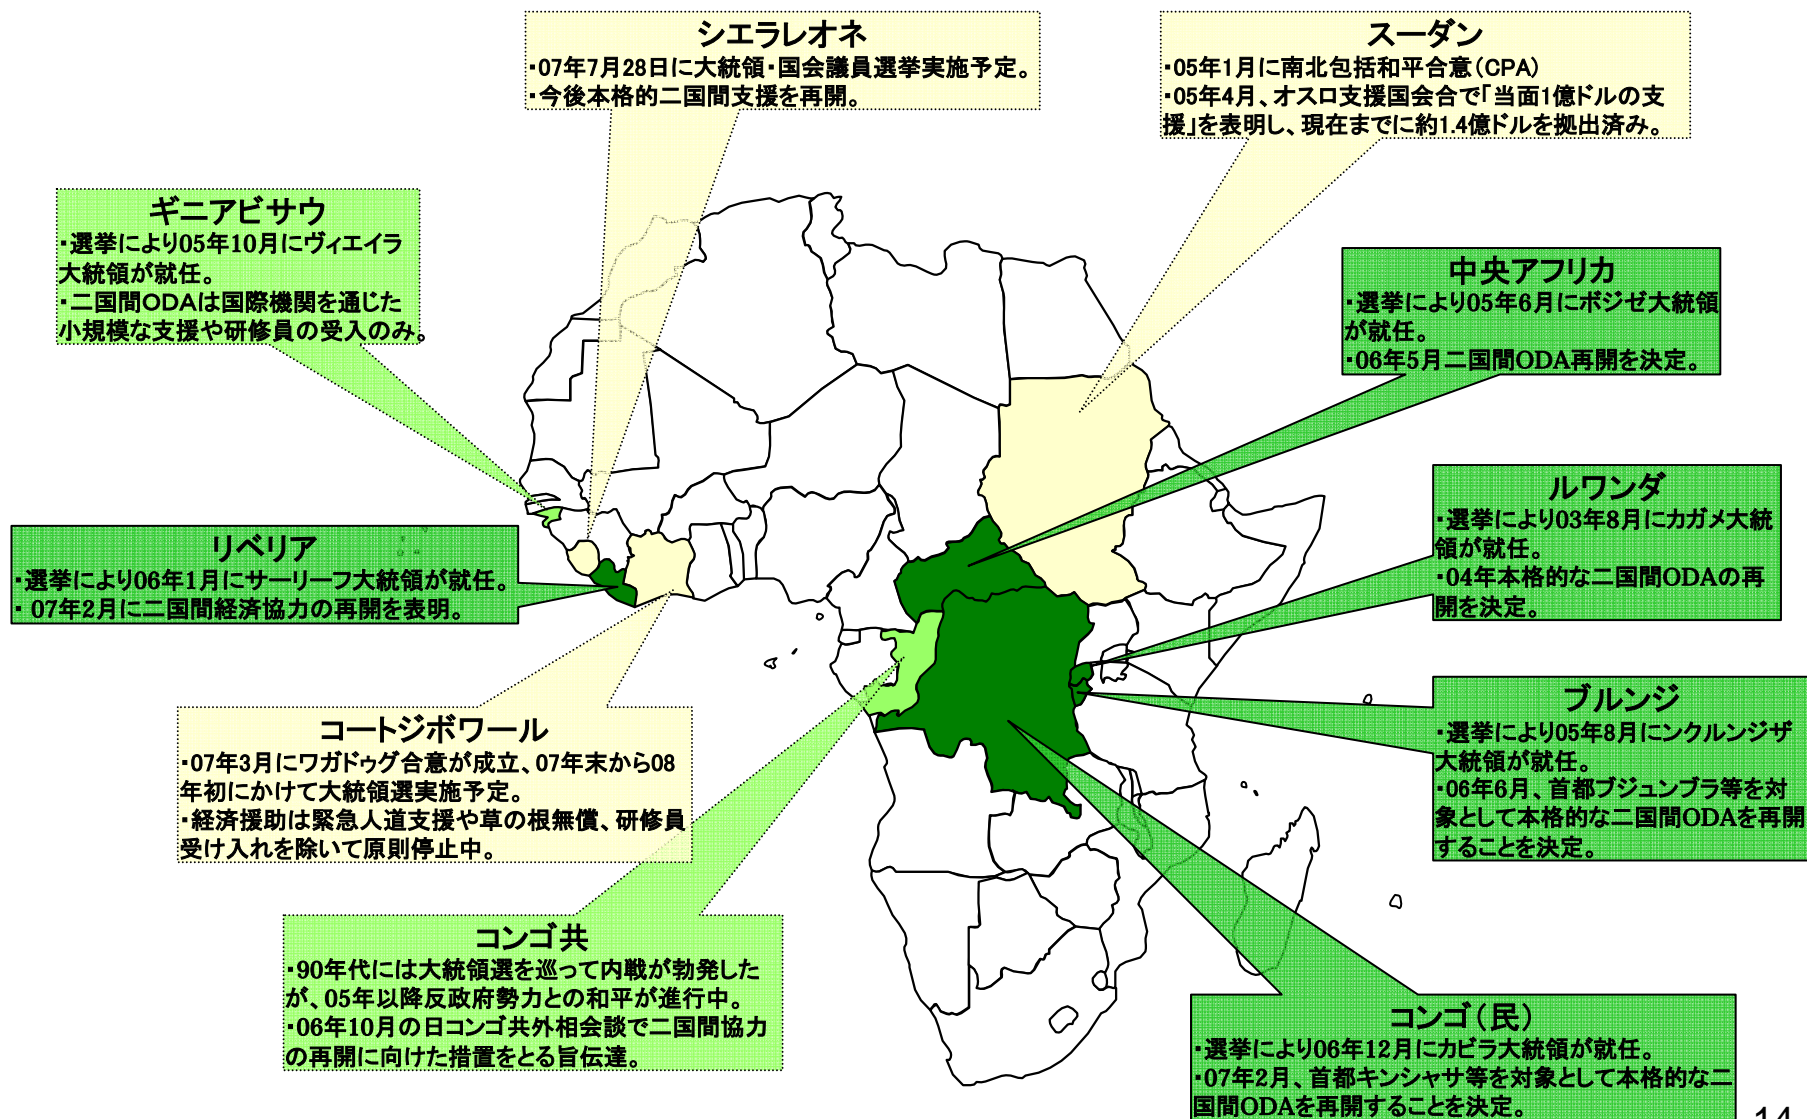 シエラレオネ
・07年7月28日に大統領・国会議員選挙実施予定。
・今後本格的二国間支援を再開。
スーダン
・05年1月に南北包括和平合意（CPA）
・05年4月、オスロ支援国会合で「当面1億ドルの支
援」を表明し、現在までに約1.4億ドルを拠出済み。
ギニアビサウ
・選挙により05年10月にヴィエイラ
大統領が就任。
・二国間ODAは国際機関を通じた
小規模な支援や研修員の受入のみ。
中央アフリカ
・選挙により05年6月にボジゼ大統領
が就任。
・06年5月二国間ODA再開を決定。
ルワンダ
・選挙により03年8月にカガメ大統
領が就任。
・04年本格的な二国間ODAの再
開を決定。
リベリア
・選挙により06年1月にサーリーフ大統領が就任。
・ 07年2月に二国間経済協力の再開を表明。
ブルンジ
・選挙により05年8月にンクルンジザ
大統領が就任。
・06年6月、首都ブジュンブラ等を対
象として本格的な二国間ODAを再開
することを決定。
コートジボワール
・07年3月にワガドゥグ合意が成立、07年末から08
年初にかけて大統領選実施予定。
・経済援助は緊急人道支援や草の根無償、研修員
受け入れを除いて原則停止中。
コンゴ共
・90年代には大統領選を巡って内戦が勃発した
が、05年以降反政府勢力との和平が進行中。
・06年10月の日コンゴ共外相会談で二国間協力
の再開に向けた措置をとる旨伝達。
コンゴ（民）
・選挙により06年12月にカビラ大統領が就任。
・07年2月、首都キンシャサ等を対象として本格的な二
国間ODAを再開することを決定。
14